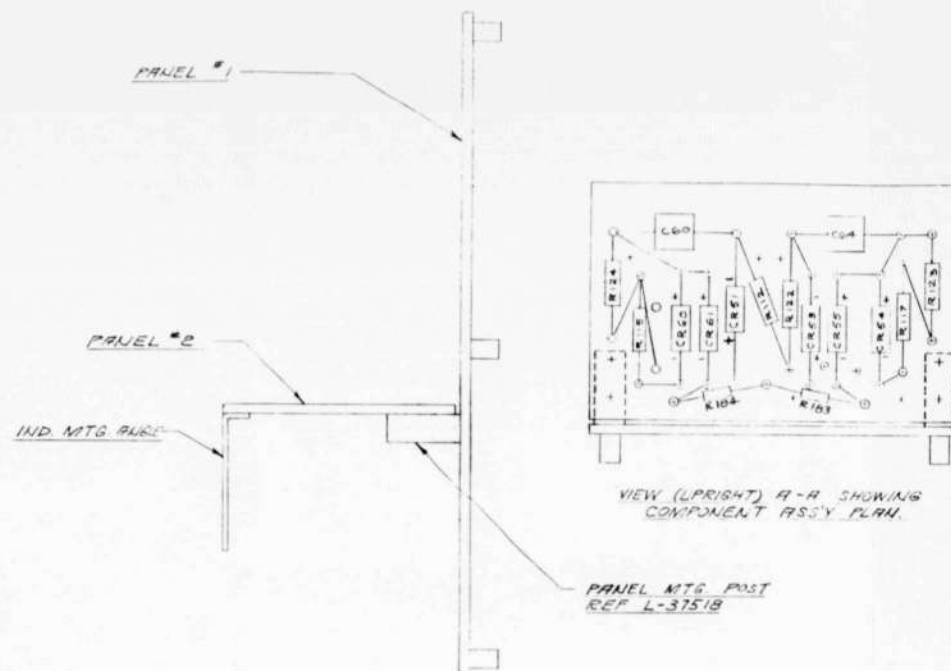 PANEL #1
PANEL #2
IND. MTG. ANGE
PANEL MTG. POST
REF L-37518
C60
C64
R124
R115
CR60
CR61
CR51
R112
R122
CR53
CR55
CR54
R117
R123
R184
R183
VIEW (UPRIGHT) A-A SHOWING
COMPONENT ASS'Y PLAN.